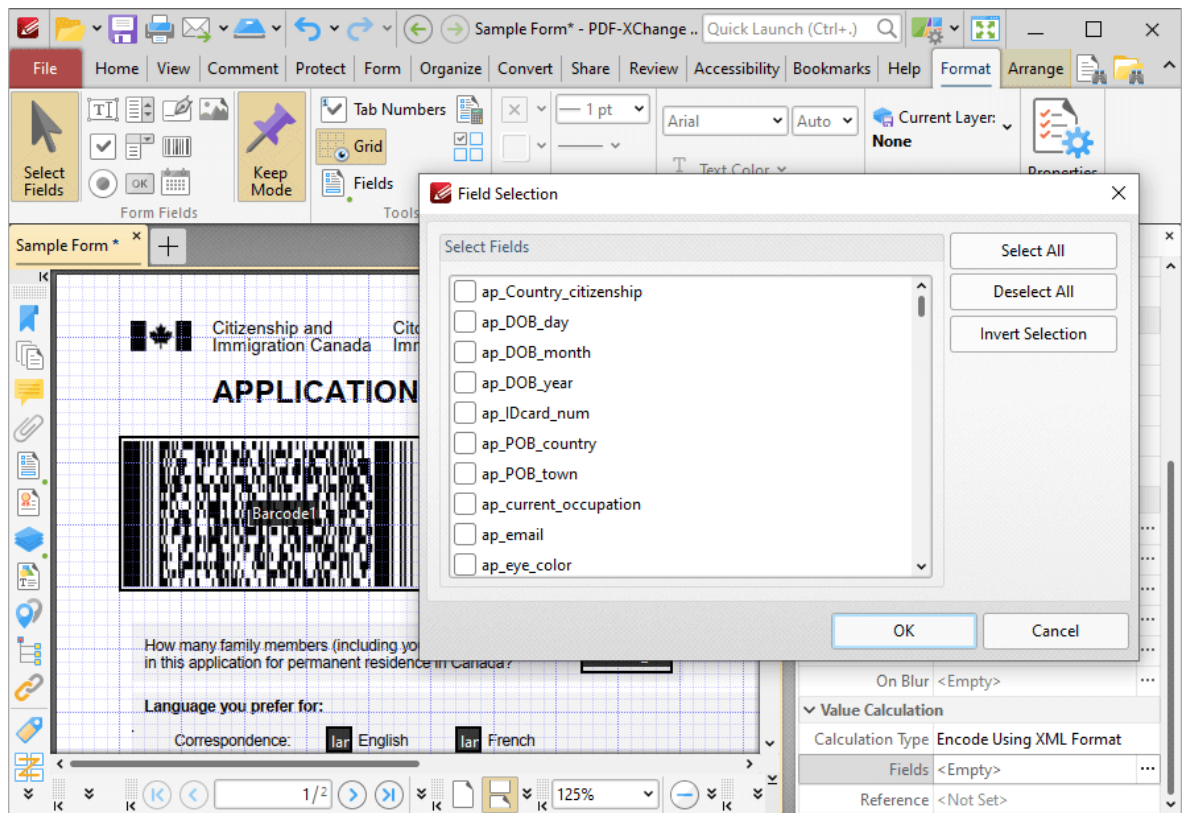 Sample Form* - PDF-XChange ..
Quick Launch (Ctrl+.)
File Home View Comment Protect Form Organize Convert Share Review Accessibility Bookmarks Help Format Arrange
Select Fields
OK
Form Fields
Keep Mode
Tab Numbers
Grid
Fields
Tools
1 pt
Arial
Auto
Text Color
Current Layer:
None
Properties
Sample Form *
Field Selection
Select Fields
ap_Country_citizenship
ap_DOB_day
ap_DOB_month
ap_DOB_year
ap_IDcard_num
ap_POB_country
ap_POB_town
ap_current_occupation
ap_email
ap_eye_color
Select All
Deselect All
Invert Selection
OK
Cancel
Citizenship and
Immigration Canada
APPLICATION
Barcode1
How many family members (including
in this application for permanent residence in Canada?
Language you prefer for:
Correspondence: lar English lar French
On Blur <Empty>
Value Calculation
Calculation Type Encode Using XML Format
Fields <Empty>
Reference <Not Set>
1/2
125%